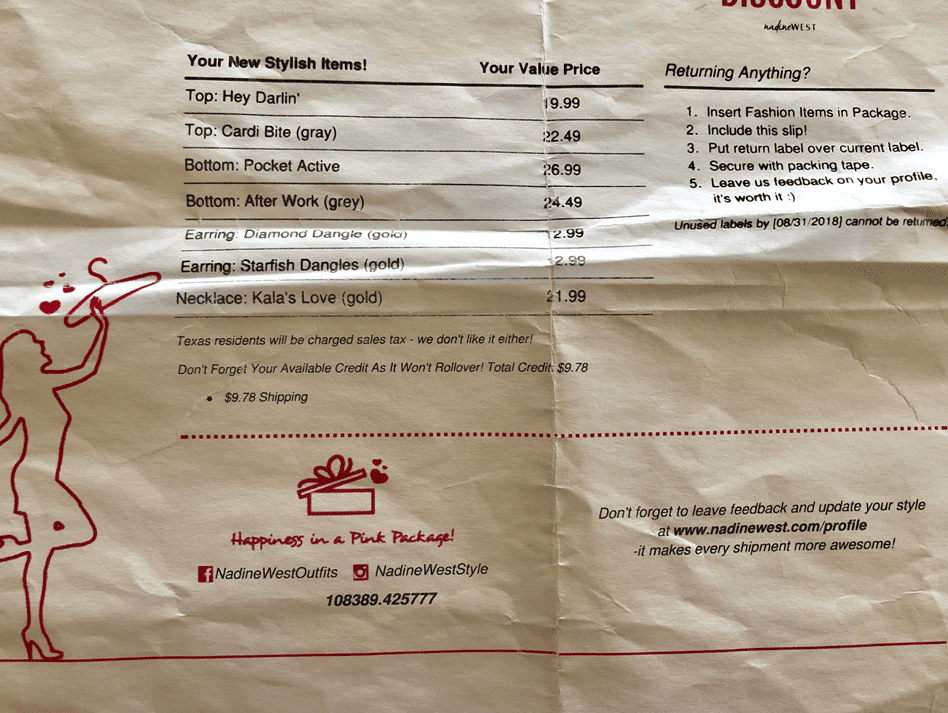 DISCOUNT
nadineWEST
Your New Stylish Items! Your Value Price
Top: Hey Darlin' 19.99
Top: Cardi Bite (gray) 22.49
Bottom: Pocket Active 26.99
Bottom: After Work (grey) 24.49
Earring: Diamond Dangle (gold) 12.99
Earring: Starfish Dangles (gold) 12.99
Necklace: Kala's Love (gold) 21.99
Texas residents will be charged sales tax - we don't like it either!
Don't Forget Your Available Credit As It Won't Rollover! Total Credit: $9.78
• $9.78 Shipping
Returning Anything?
1. Insert Fashion Items in Package.
2. Include this slip!
3. Put return label over current label.
4. Secure with packing tape.
5. Leave us feedback on your profile,
it's worth it :)
Unused labels by [08/31/2018] cannot be returned.
Happiness in a Pink Package!
NadineWestOutfits NadineWestStyle
108389.425777
Don't forget to leave feedback and update your style
at www.nadinewest.com/profile
-it makes every shipment more awesome!